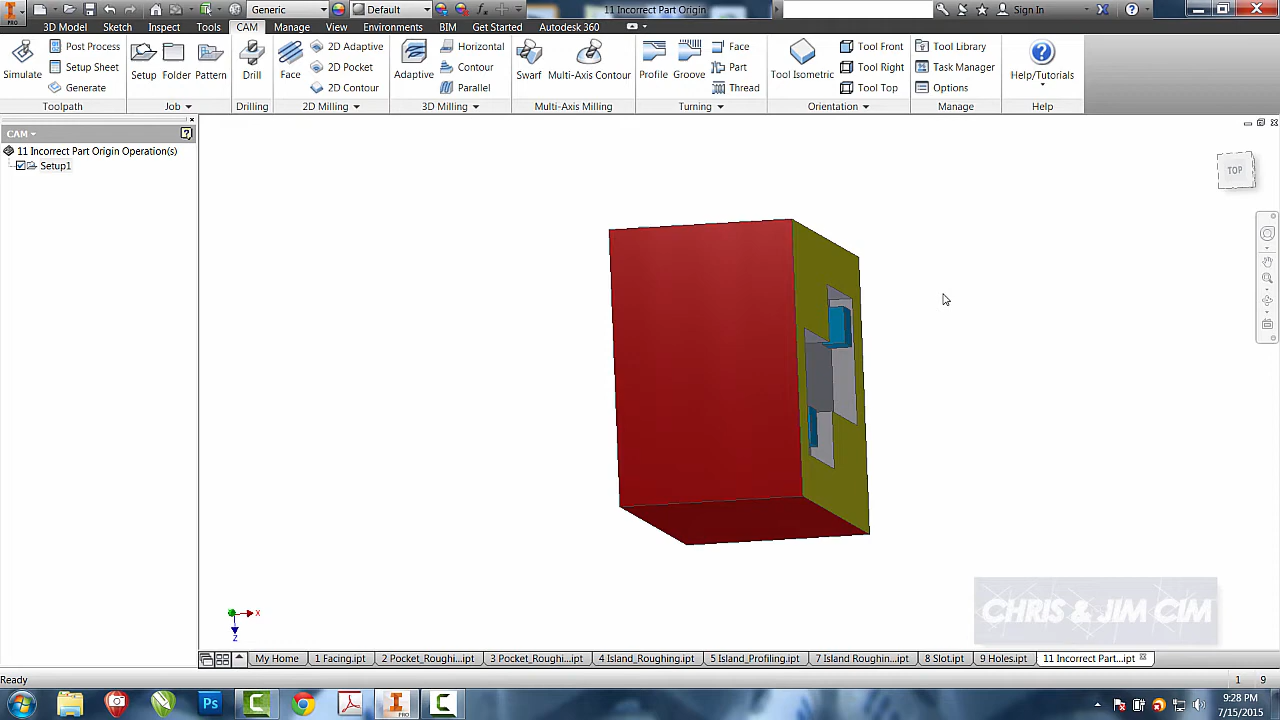 PRO
Generic
Default
11 Incorrect Part Origin
Sign In
3D Model Sketch Inspect Tools CAM Manage View Environments BIM Get Started Autodesk 360
Simulate
Post Process
Setup Sheet
Generate
Toolpath
Setup
Folder
Pattern
Job
Drill
Drilling
Face
2D Adaptive
2D Pocket
2D Contour
2D Milling
Adaptive
Horizontal
Contour
Parallel
3D Milling
Swarf
Multi-Axis Contour
Multi-Axis Milling
Profile
Groove
Face
Part
Thread
Turning
Tool Isometric
Tool Front
Tool Right
Tool Top
Orientation
Tool Library
Task Manager
Options
Manage
Help/Tutorials
Help
CAM
11 Incorrect Part Origin Operation(s)
Setup1
TOP
X
Z
CHRIS & JIM CIM
My Home
1 Facing.ipt
2 Pocket_Roughi...ipt
3 Pocket_Roughi...ipt
4 Island_Roughing.ipt
5 Island_Profiling.ipt
7 Island Roughin...ipt
8 Slot.ipt
9 Holes.ipt
11 Incorrect Part...ipt
Ready
1 9
Ps
PRO
9:28 PM
7/15/2015